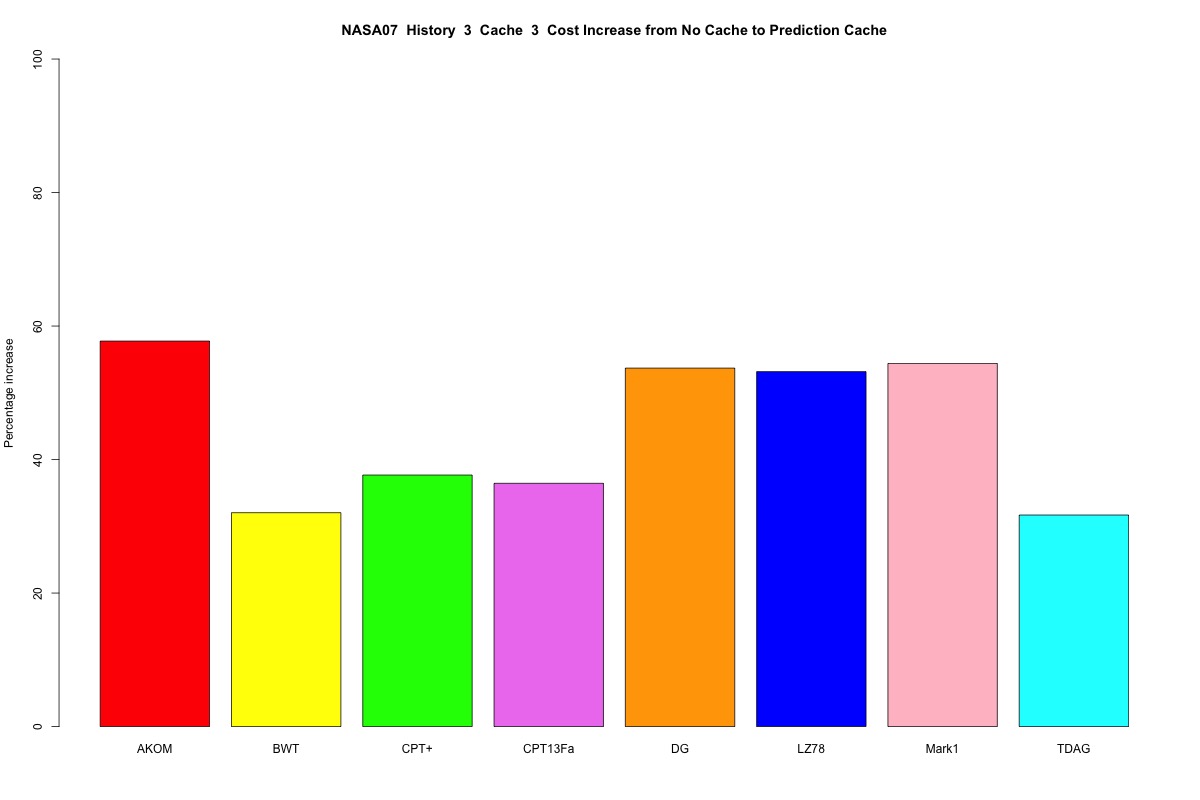 NASA07  History  3  Cache  3  Cost Increase from No Cache to Prediction Cache
Percentage increase
100
80
60
40
20
0
AKOM BWT CPT+ CPT13Fa DG LZ78 Mark1 TDAG